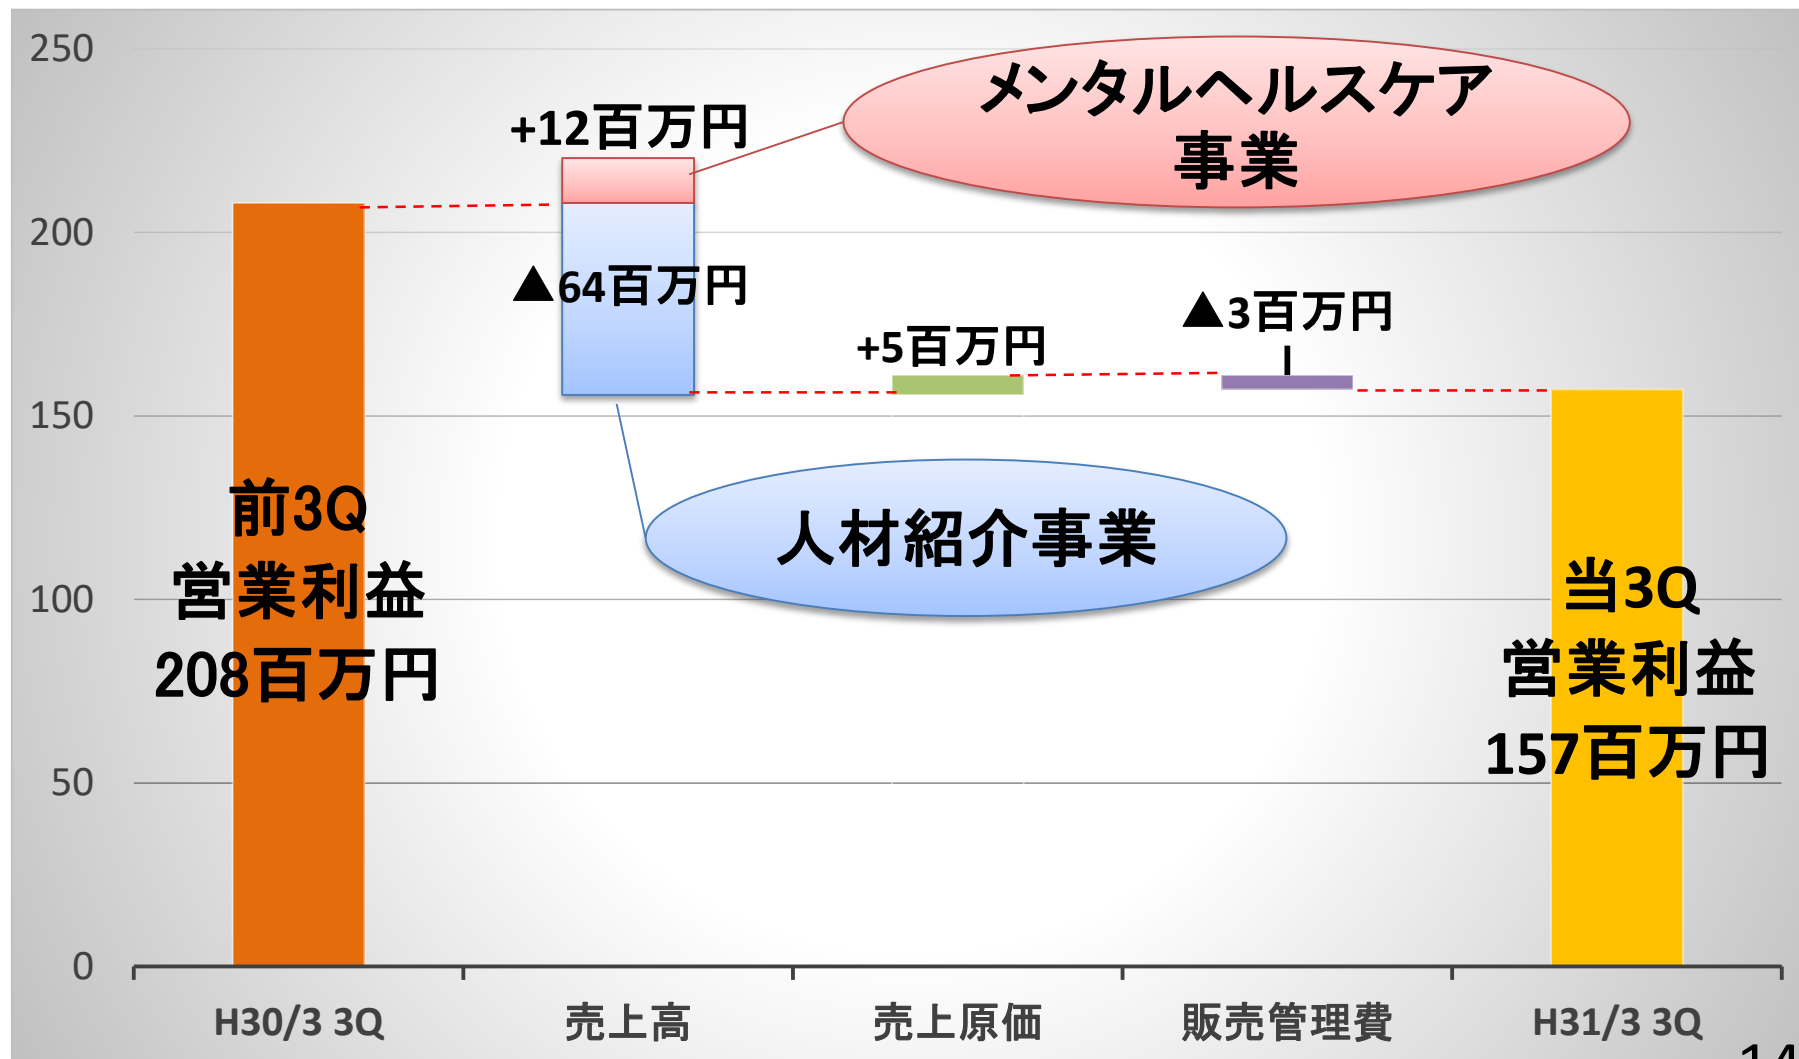 250
200
150
100
50
0
+12百万円
▲64百万円
メンタルヘルスケア
事業
+5百万円
▲3百万円
人材紹介事業
前3Q
営業利益
208百万円
当3Q
営業利益
157百万円
H30/3 3Q
売上高
売上原価
販売管理費
H31/3 3Q
14